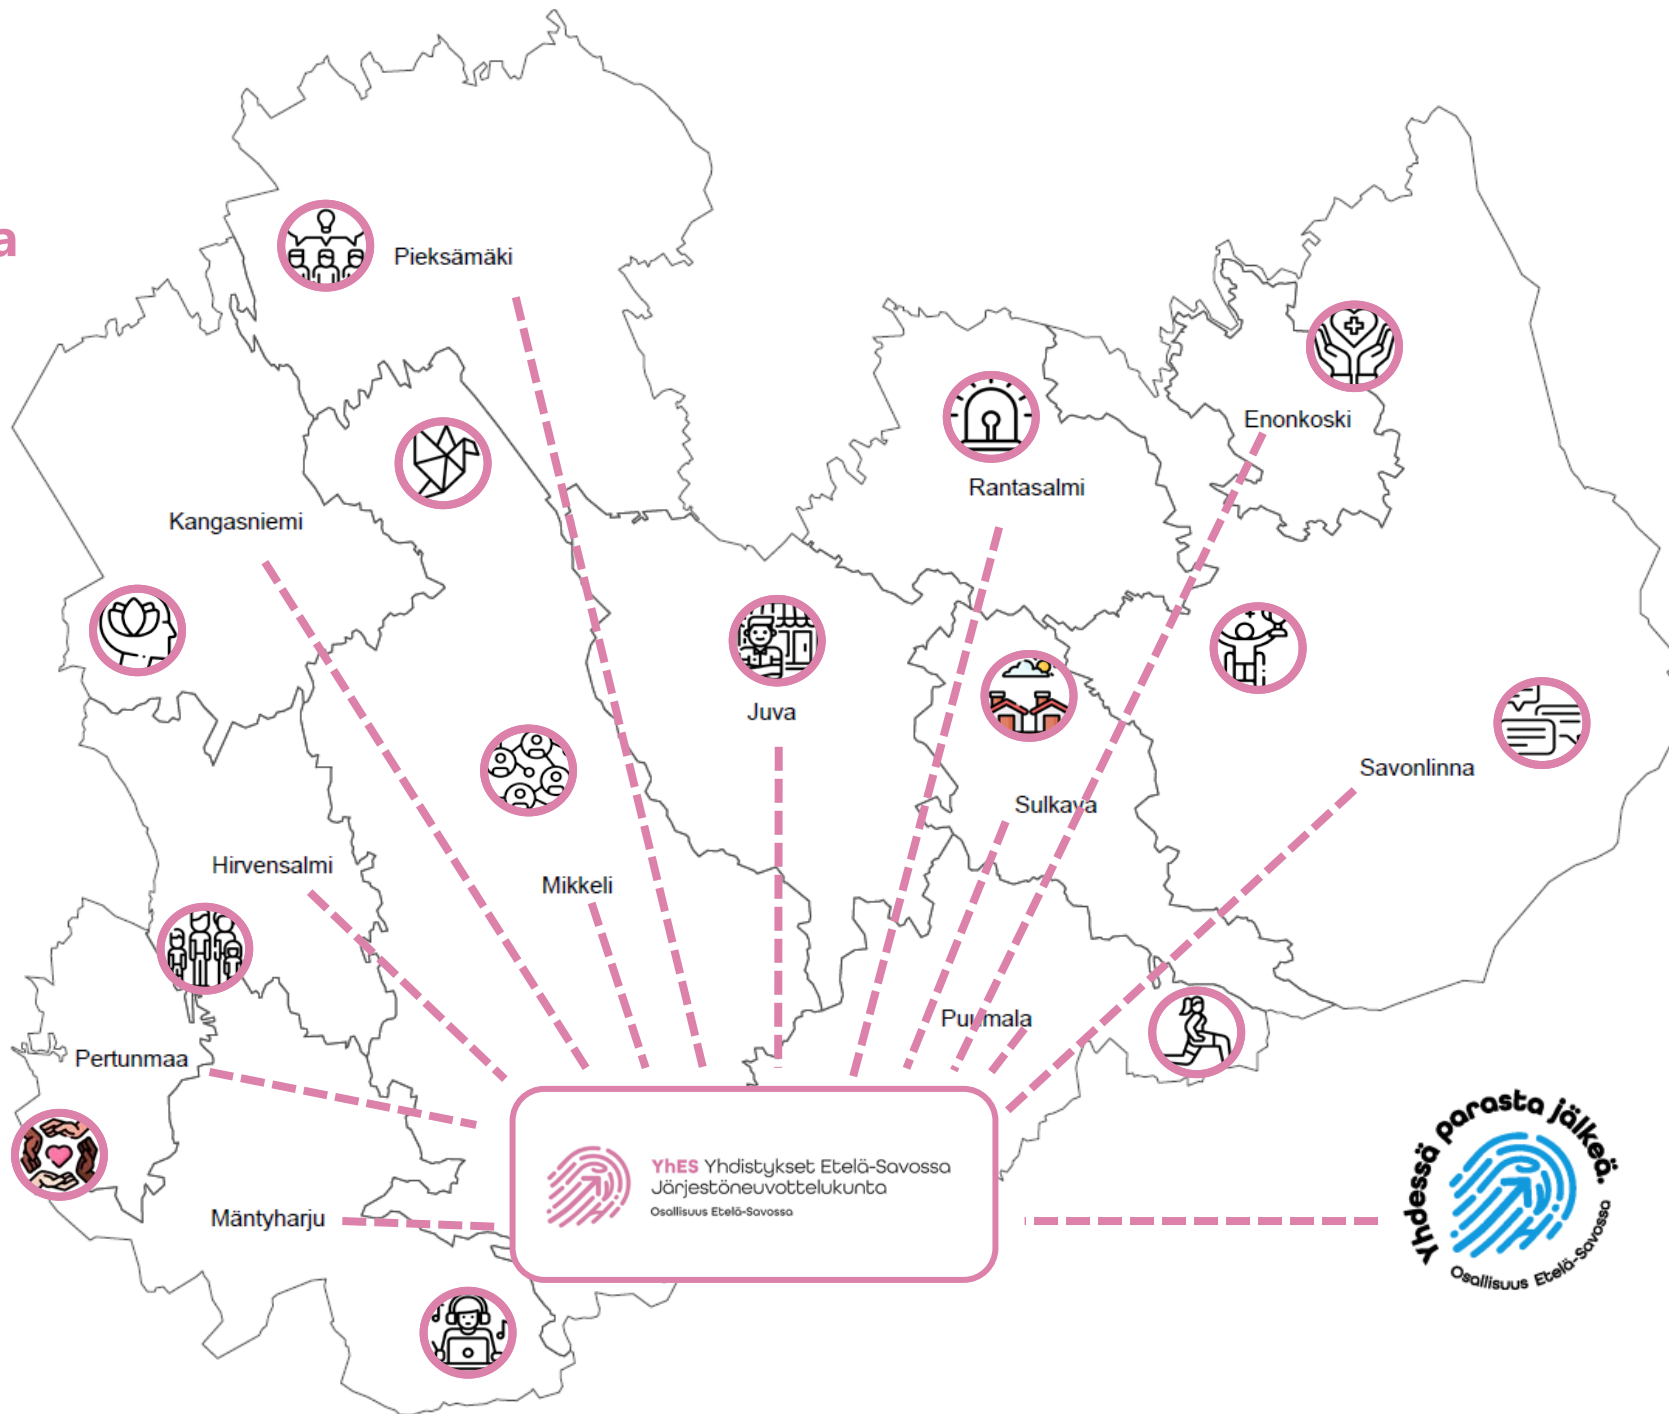 a
Pieksämäki
Enonkoski
Rantasalmi
Kangasniemi
Juva
Savonlinna
Sulkava
Hirvensalmi
Mikkeli
Puumala
Pertunmaa
YhES Yhdistykset Etelä-Savossa
Järjestöneuvottelukunta
Osallisuus Etelä-Savossa
Mäntyharju
Yhdessä parasta jälkeä.
Osallisuus Etelä-Savossa